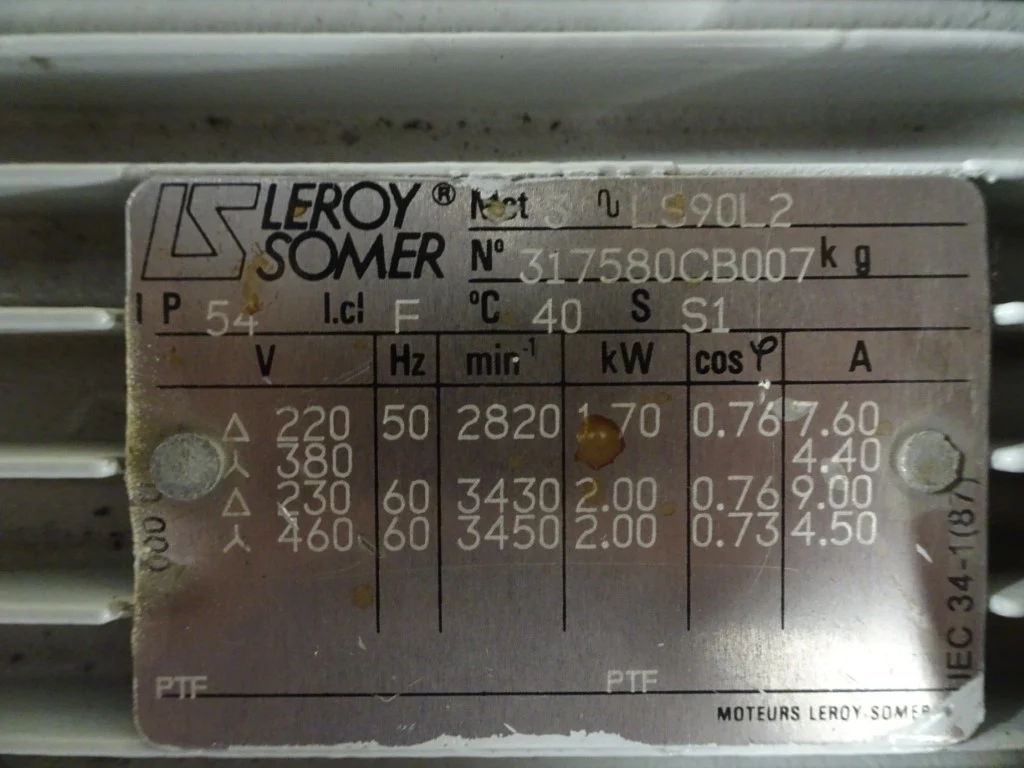 LS LEROY® SOMER
Mot 3 ∿ LS90L2
N° 317580CB007 kg
IP 54 I.cl F °C 40 S S1
V Hz min-1 kW cos φ A
Δ 220 50 2820 1.70 0.76 7.60
⅄ 380 4.40
Δ 230 60 3430 2.00 0.76 9.00
⅄ 460 60 3450 2.00 0.73 4.50
IEC 34-1(87)
PTF PTF
MOTEURS LEROY-SOMER